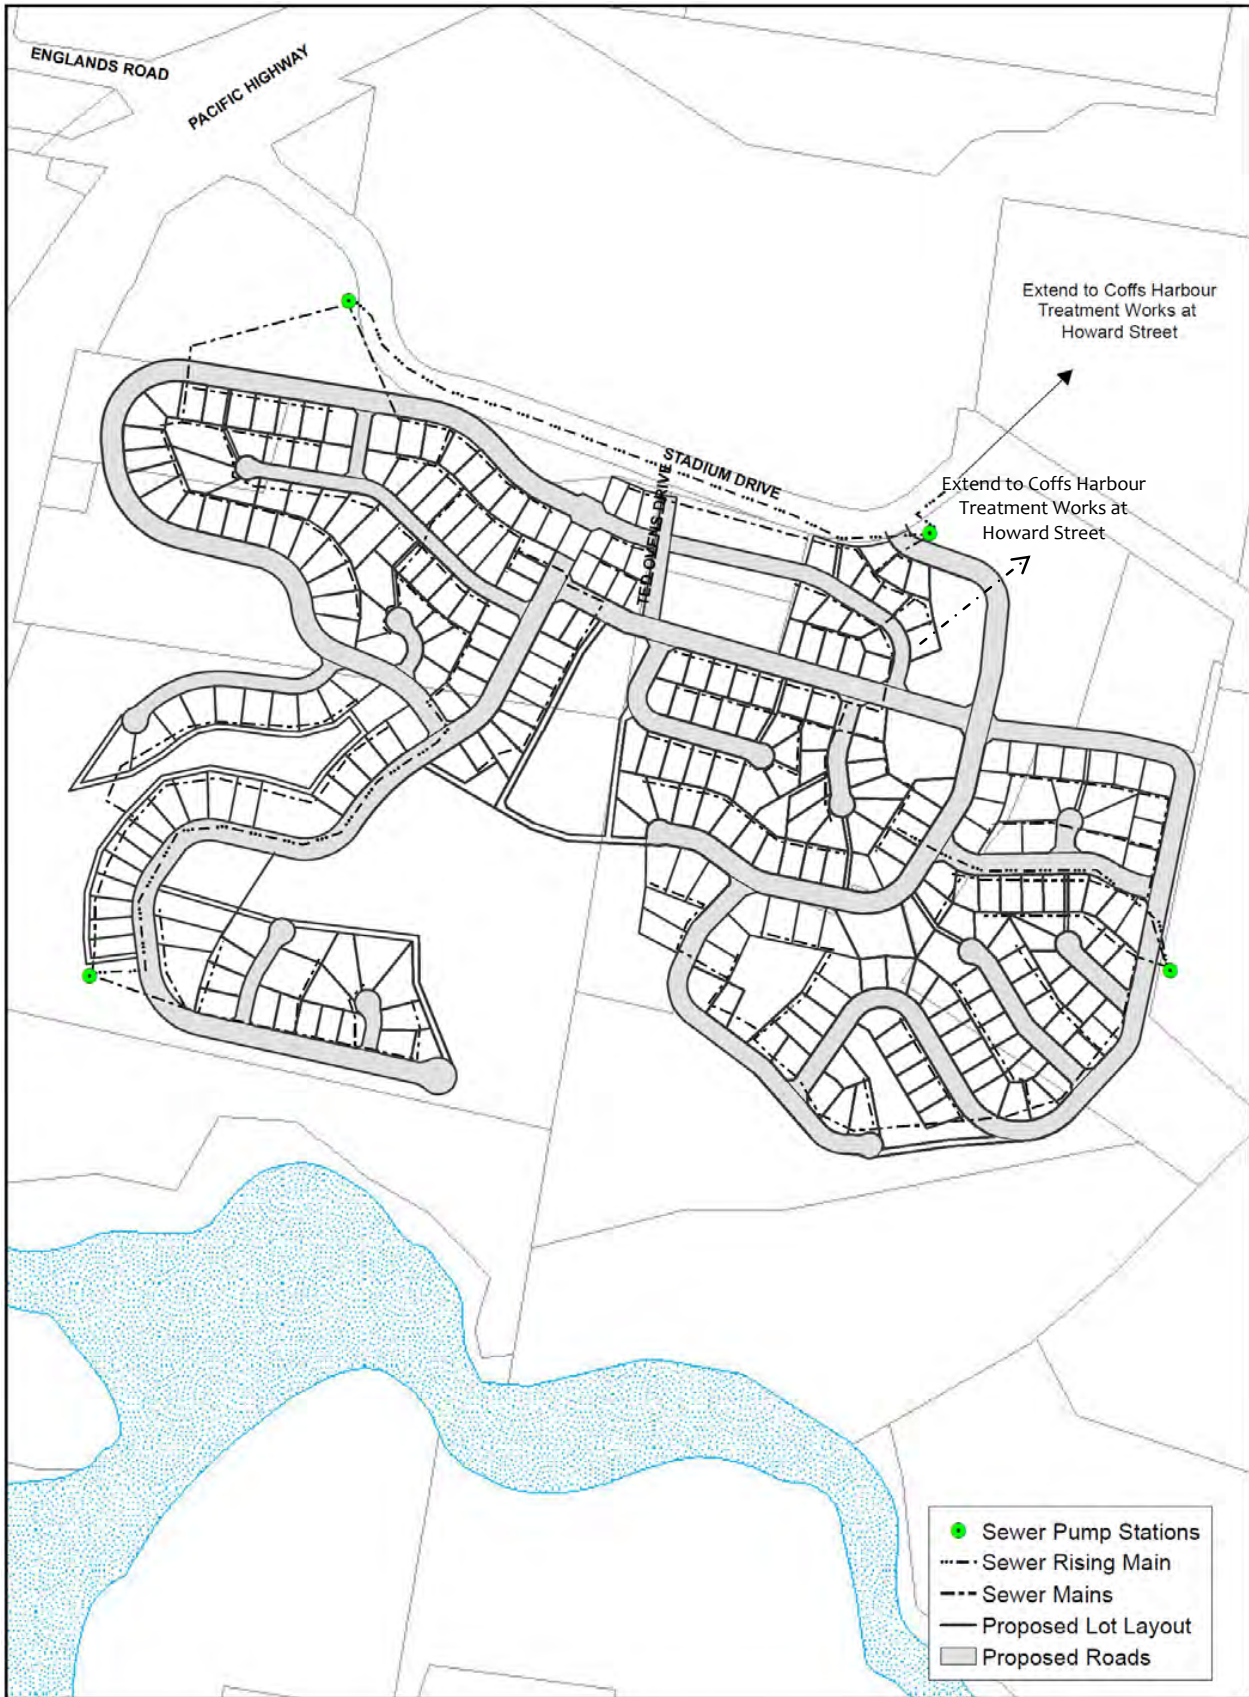 ENGLANDS ROAD
PACIFIC HIGHWAY
Extend to Coffs Harbour
Treatment Works at
Howard Street
STADIUM DRIVE
TED OVENS DRIVE
Extend to Coffs Harbour
Treatment Works at
Howard Street
Sewer Pump Stations
Sewer Rising Main
Sewer Mains
Proposed Lot Layout
Proposed Roads